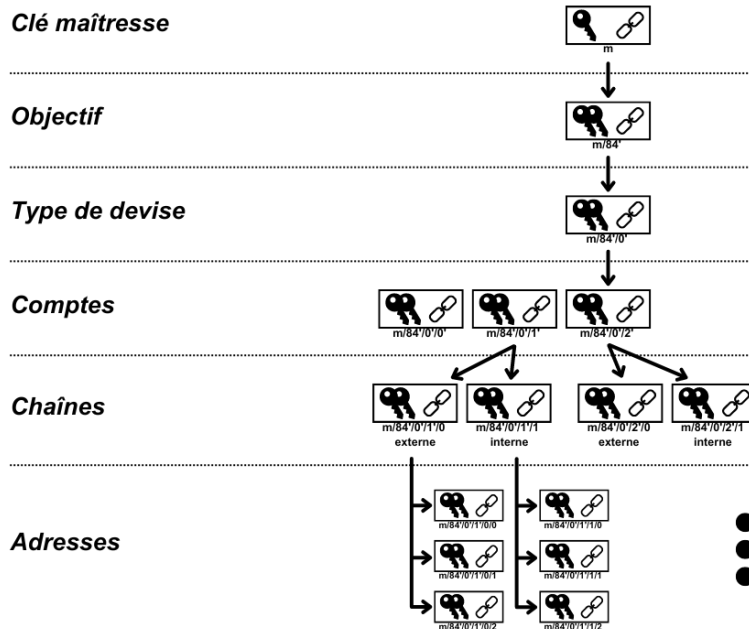 Clé maîtresse
m
Objectif
m/84'
Type de devise
m/84'/0'
Comptes
m/84'/0'/0' m/84'/0'/1' m/84'/0'/2'
Chaînes
m/84'/0'/1'/0 m/84'/0'/1'/1 m/84'/0'/2'/0 m/84'/0'/2'/1
externe interne externe interne
m/84'/0'/1'/0/0 m/84'/0'/1'/1/0
Adresses
m/84'/0'/1'/0/1 m/84'/0'/1'/1/1
m/84'/0'/1'/0/2 m/84'/0'/1'/1/2